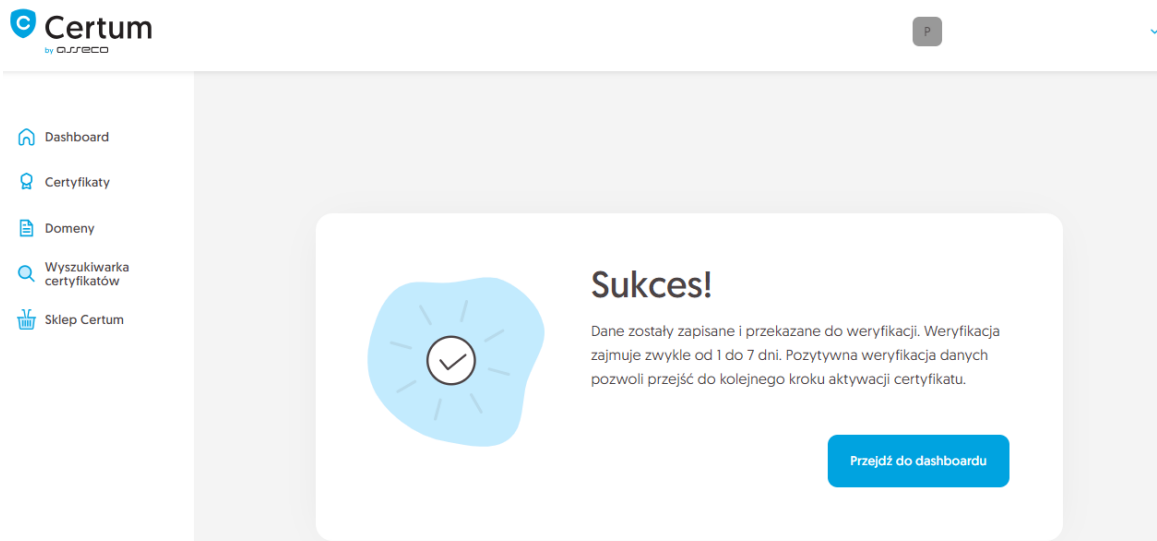 Certum
by asseco
P
Dashboard
Certyfikaty
Domeny
Wyszukiwarka
certyfikatów
Sklep Certum
Sukces!
Dane zostały zapisane i przekazane do weryfikacji. Weryfikacja
zajmuje zwykle od 1 do 7 dni. Pozytywna weryfikacja danych
pozwoli przejść do kolejnego kroku aktywacji certyfikatu.
Przejdź do dashboardu